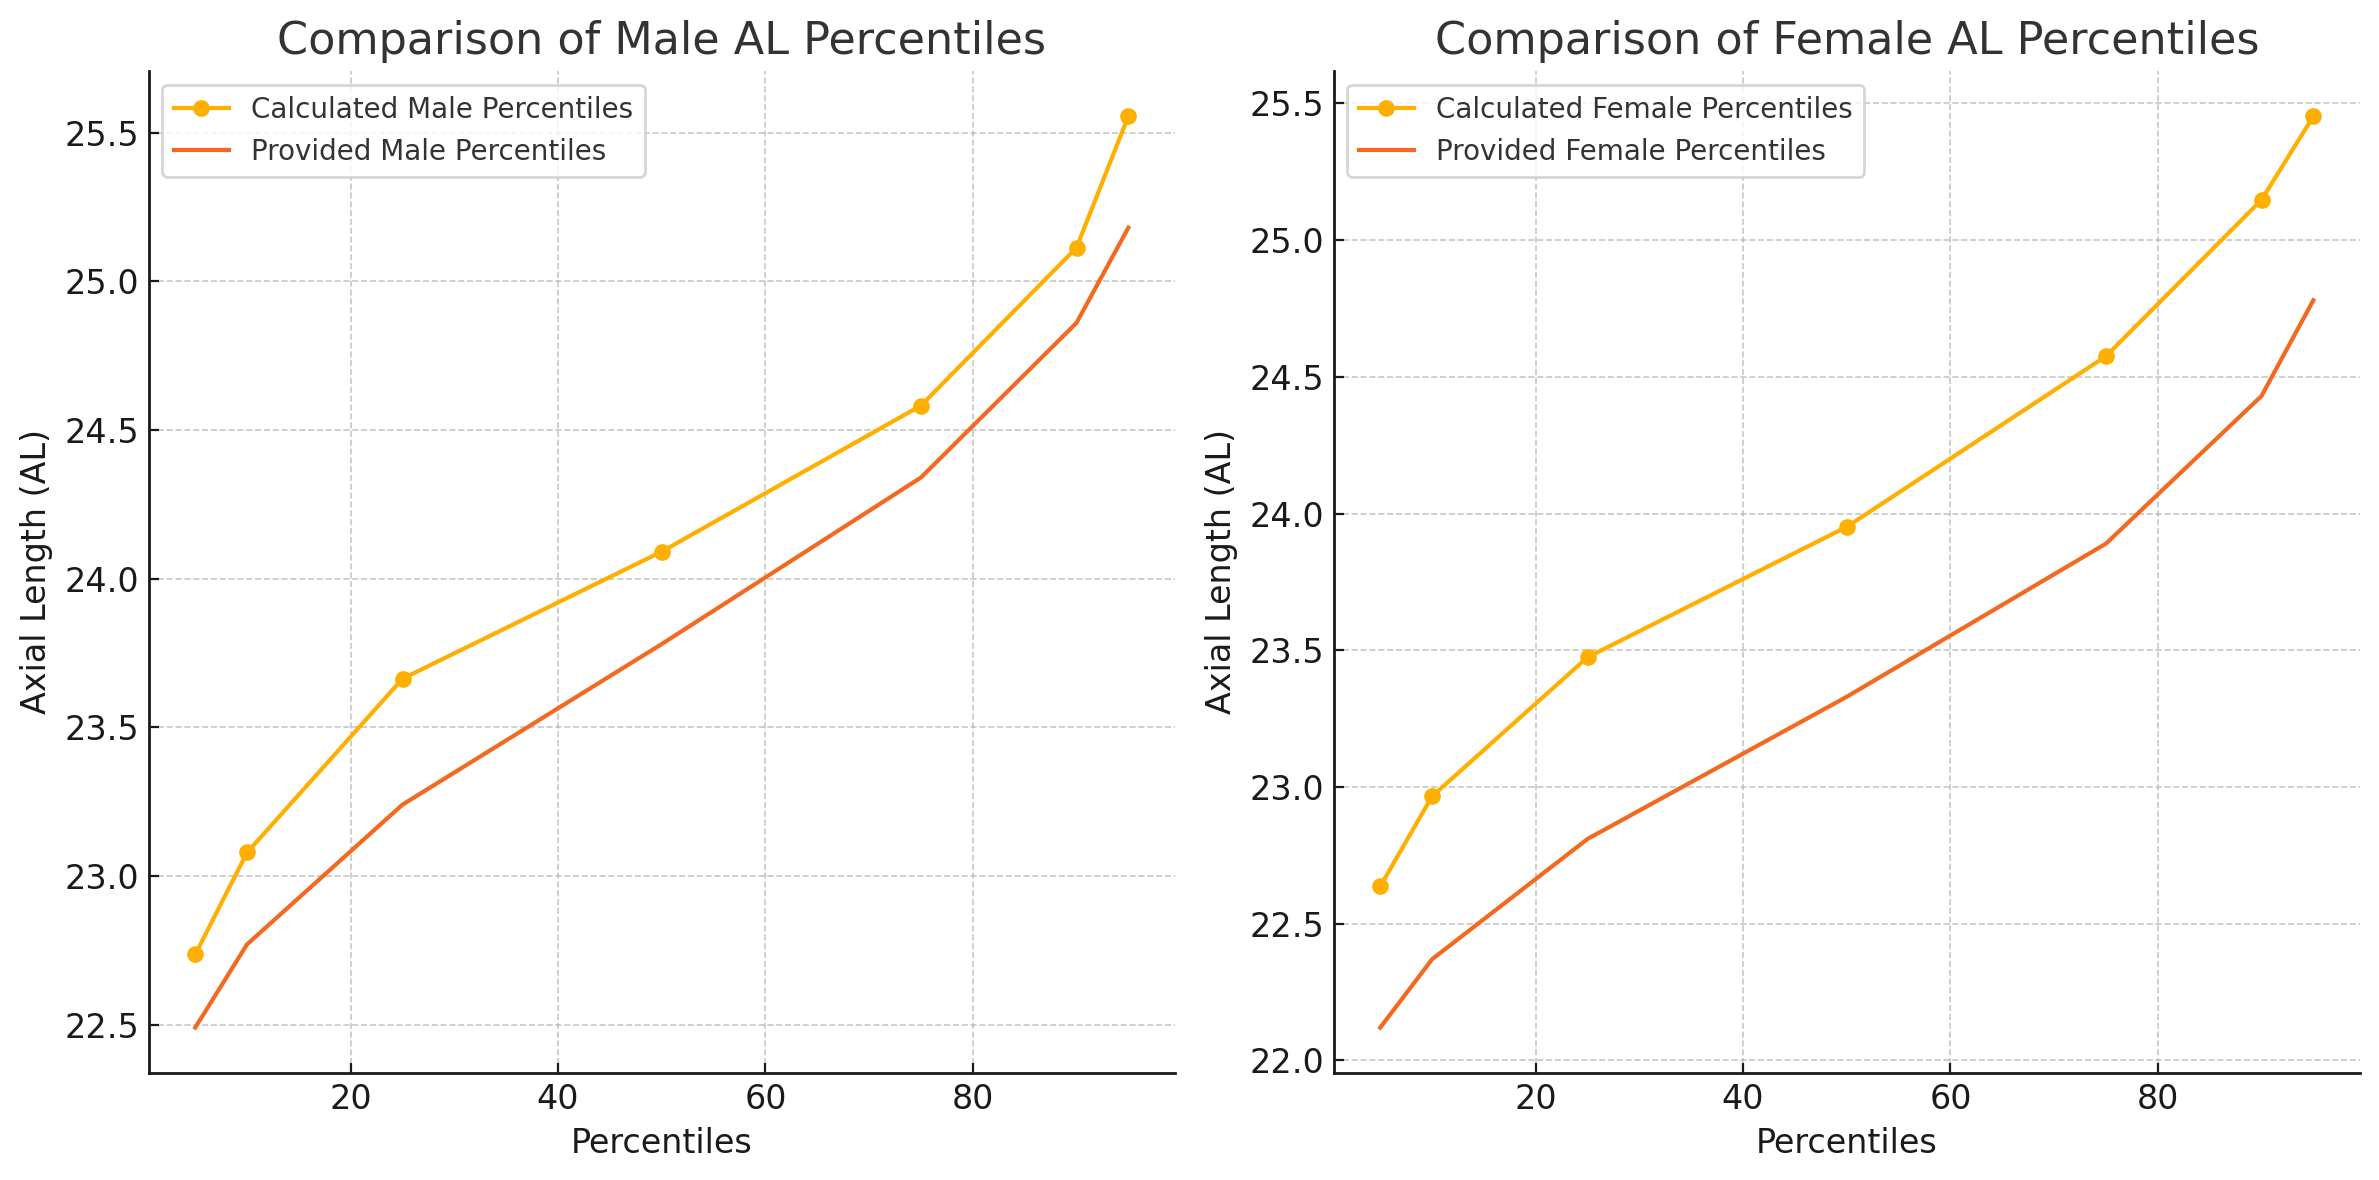 Comparison of Male AL Percentiles
Calculated Male Percentiles
Provided Male Percentiles
25.5
25.0
24.5
24.0
23.5
23.0
22.5
Axial Length (AL)
20 40 60 80
Percentiles
Comparison of Female AL Percentiles
Calculated Female Percentiles
Provided Female Percentiles
25.5
25.0
24.5
24.0
23.5
23.0
22.5
22.0
Axial Length (AL)
20 40 60 80
Percentiles